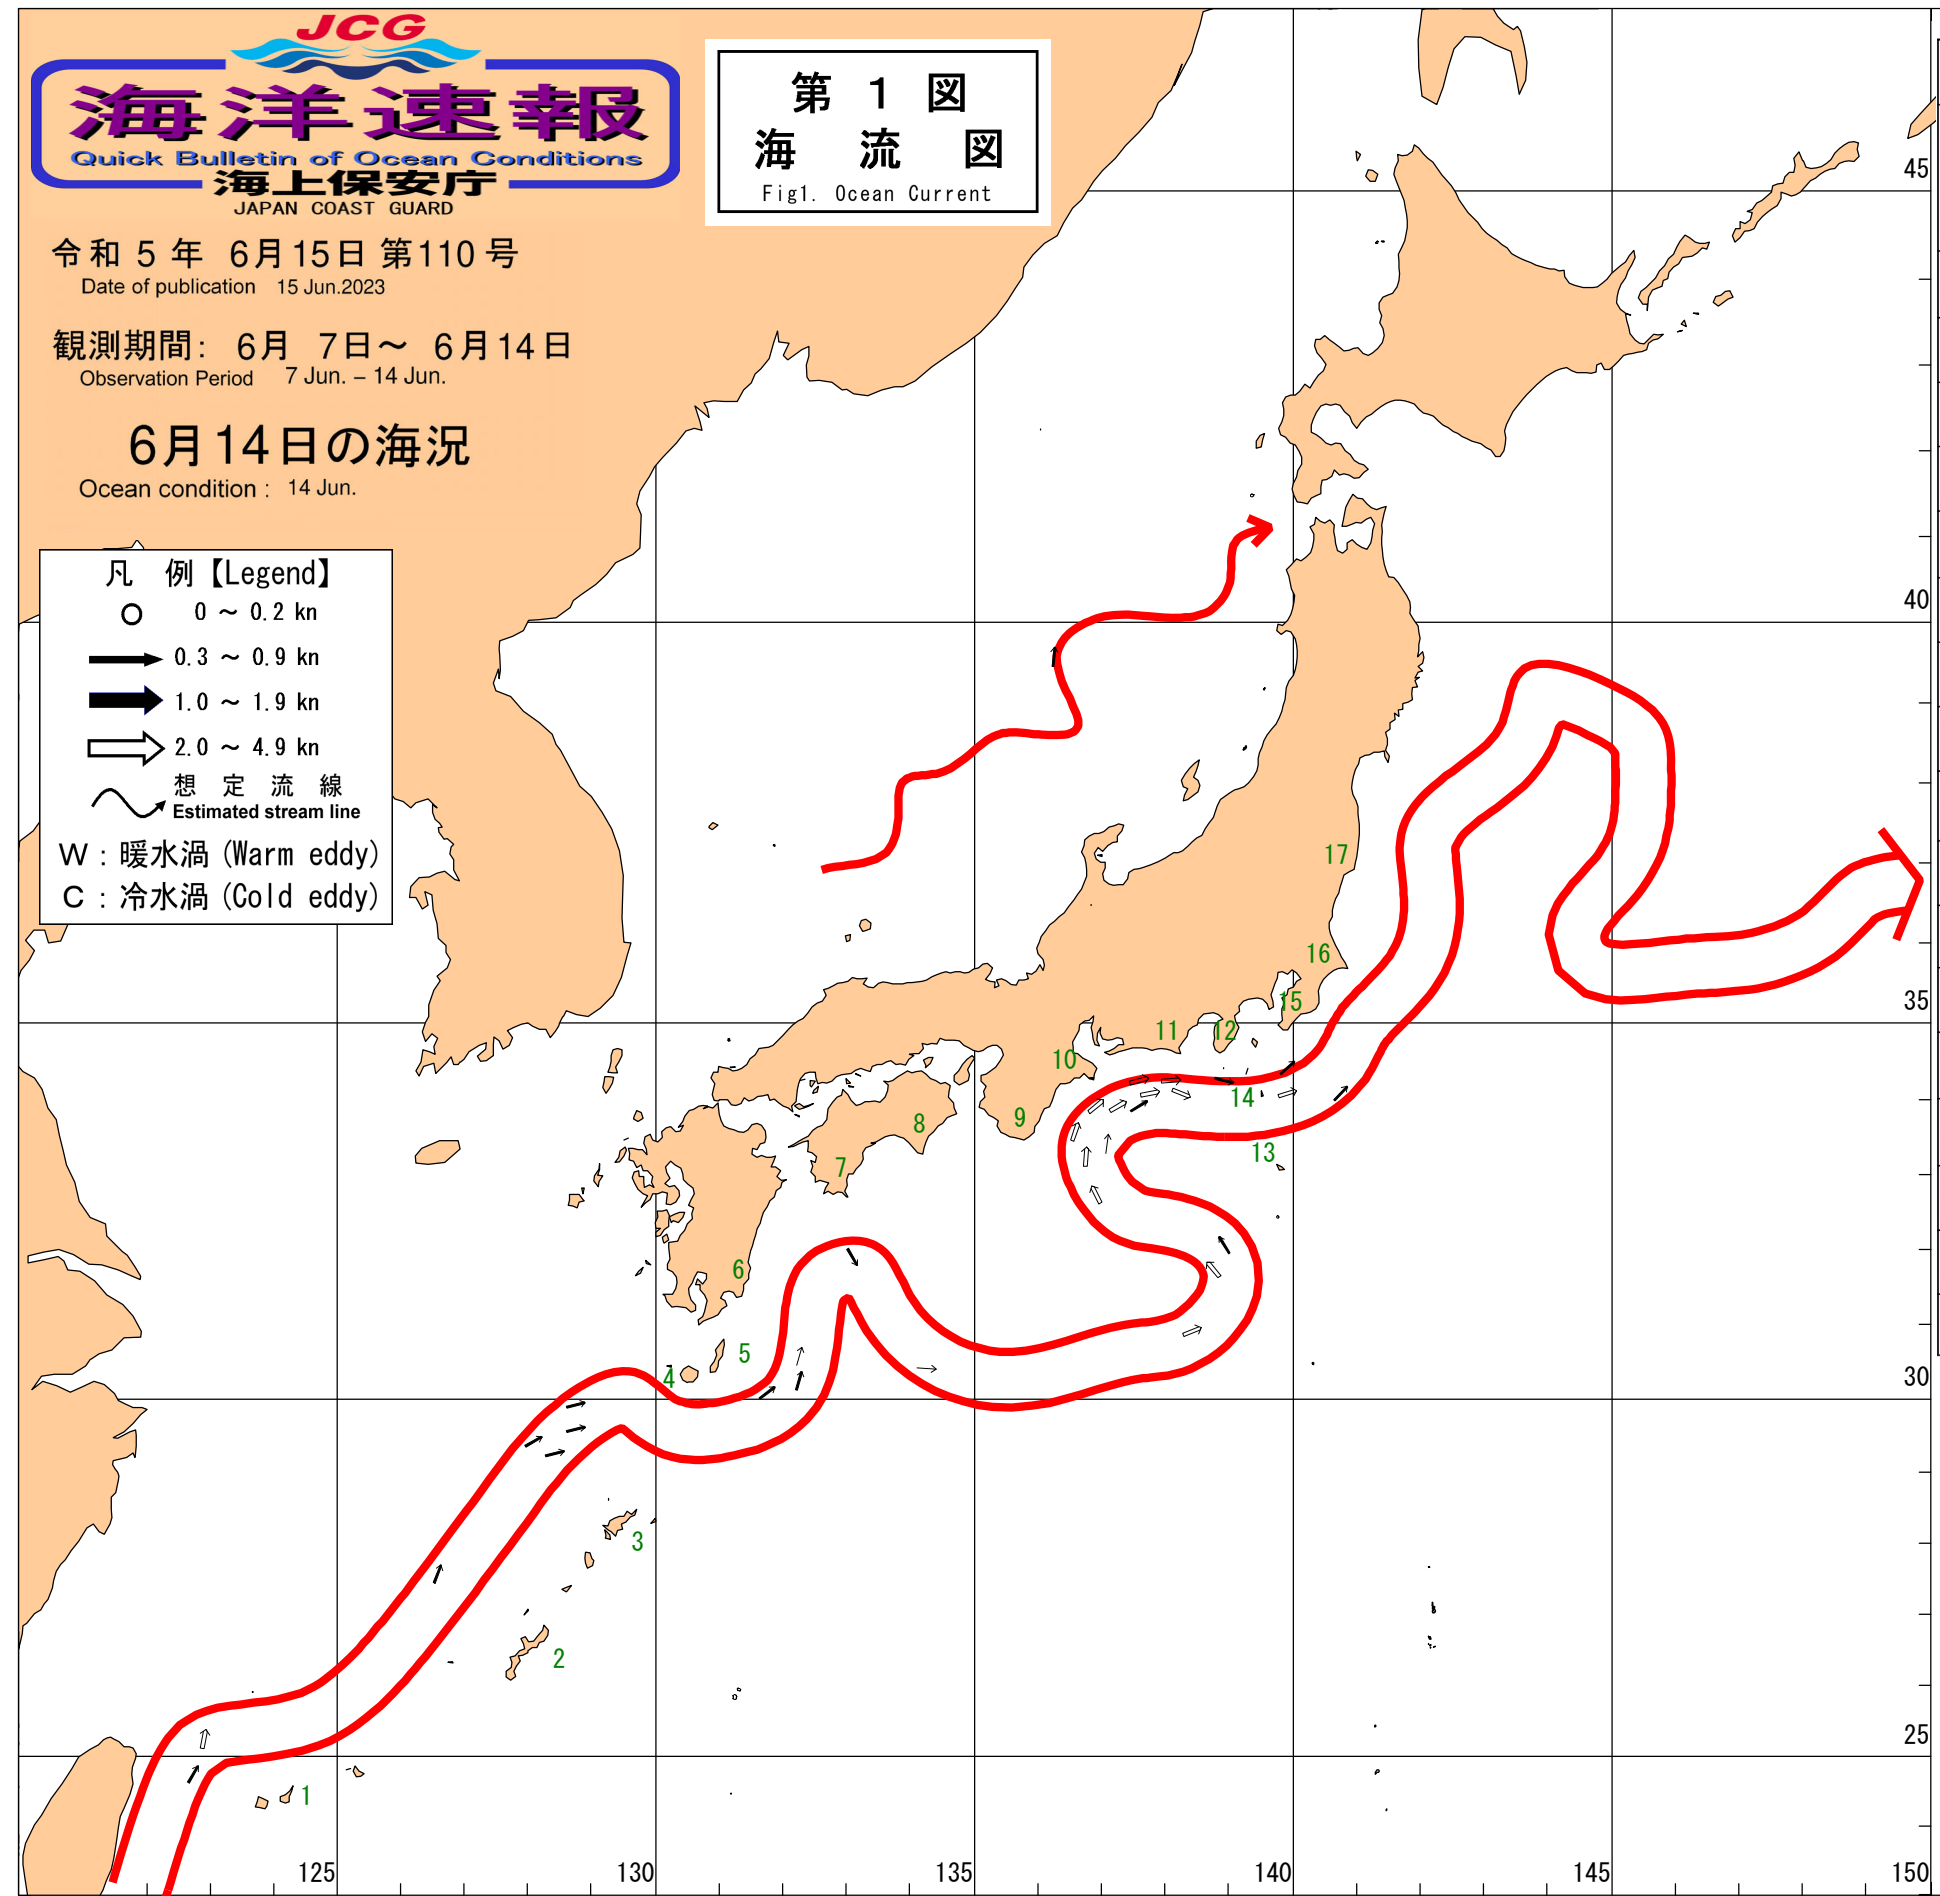 JCG
海洋速報
Quick Bulletin of Ocean Conditions
海上保安庁
JAPAN COAST GUARD
第 1 図
海 流 図
Fig1. Ocean Current
令和 5 年 6月15日 第110号
Date of publication 15 Jun.2023
観測期間: 6月 7日～ 6月14日
Observation Period 7 Jun. – 14 Jun.
6月14日の海況
Ocean condition : 14 Jun.
凡 例【Legend】
0 ～ 0.2 kn
0.3 ～ 0.9 kn
1.0 ～ 1.9 kn
2.0 ～ 4.9 kn
想 定 流 線
Estimated stream line
W : 暖水渦 (Warm eddy)
C : 冷水渦 (Cold eddy)
45
40
17
16
35
15
12
11
10
14
9
8
13
7
6
5
4
30
3
2
25
1
125
130
135
140
145
150